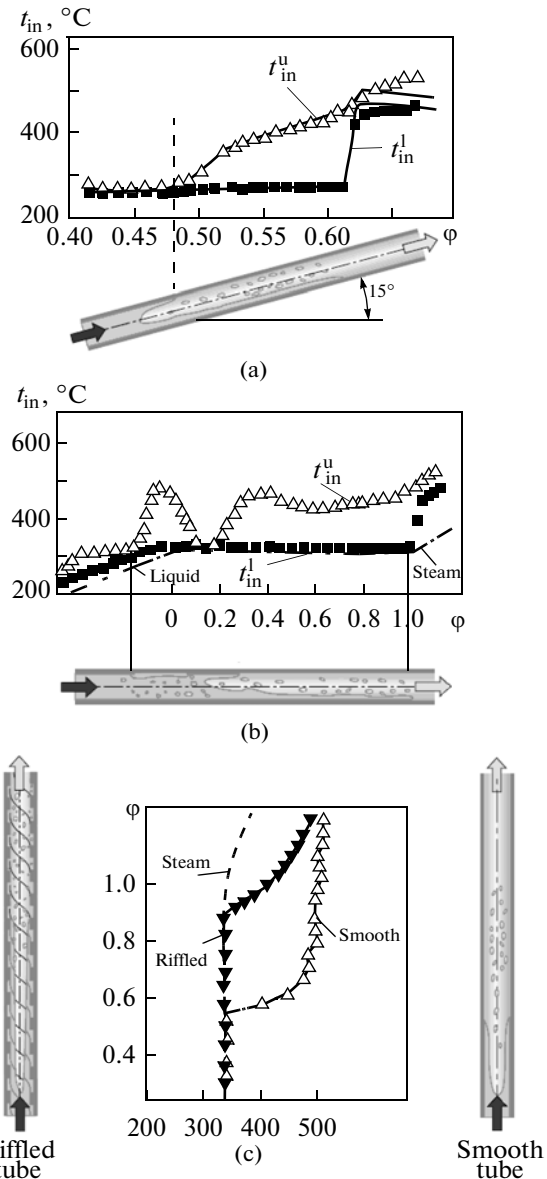 t_in, °C
600
t_in^u
400
t_in^l
200
0.40 0.45 0.50 0.55 0.60 φ
15°
(a)
t_in, °C
600
t_in^u
400
Liquid t_in^l Steam
200
0 0.2 0.4 0.6 0.8 1.0 φ
(b)
φ
Steam
1.0
Smooth
0.8
Riffled
0.6
0.4
200 300 400 500
(c)
iffled
tube
Smooth
tube